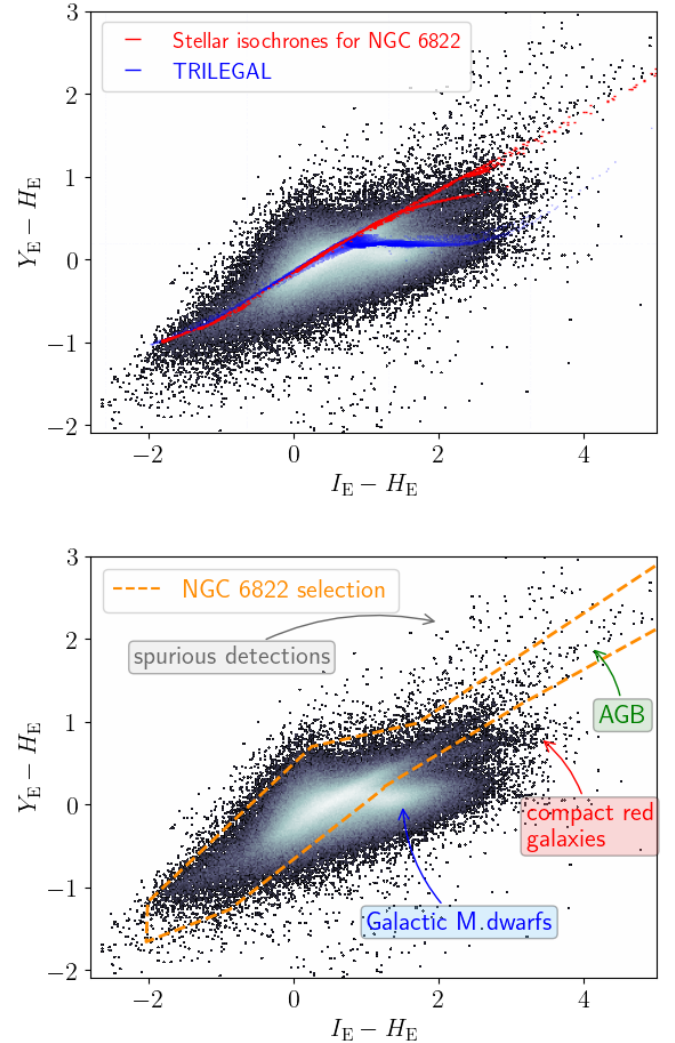 3
Stellar isochrones for NGC 6822
TRILEGAL
2
1
0
−1
−2
Y_E − H_E
−2 0 2 4
I_E − H_E
3
NGC 6822 selection
2
spurious detections
AGB
1
0
compact red
galaxies
−1
Galactic M.dwarfs
−2
Y_E − H_E
−2 0 2 4
I_E − H_E